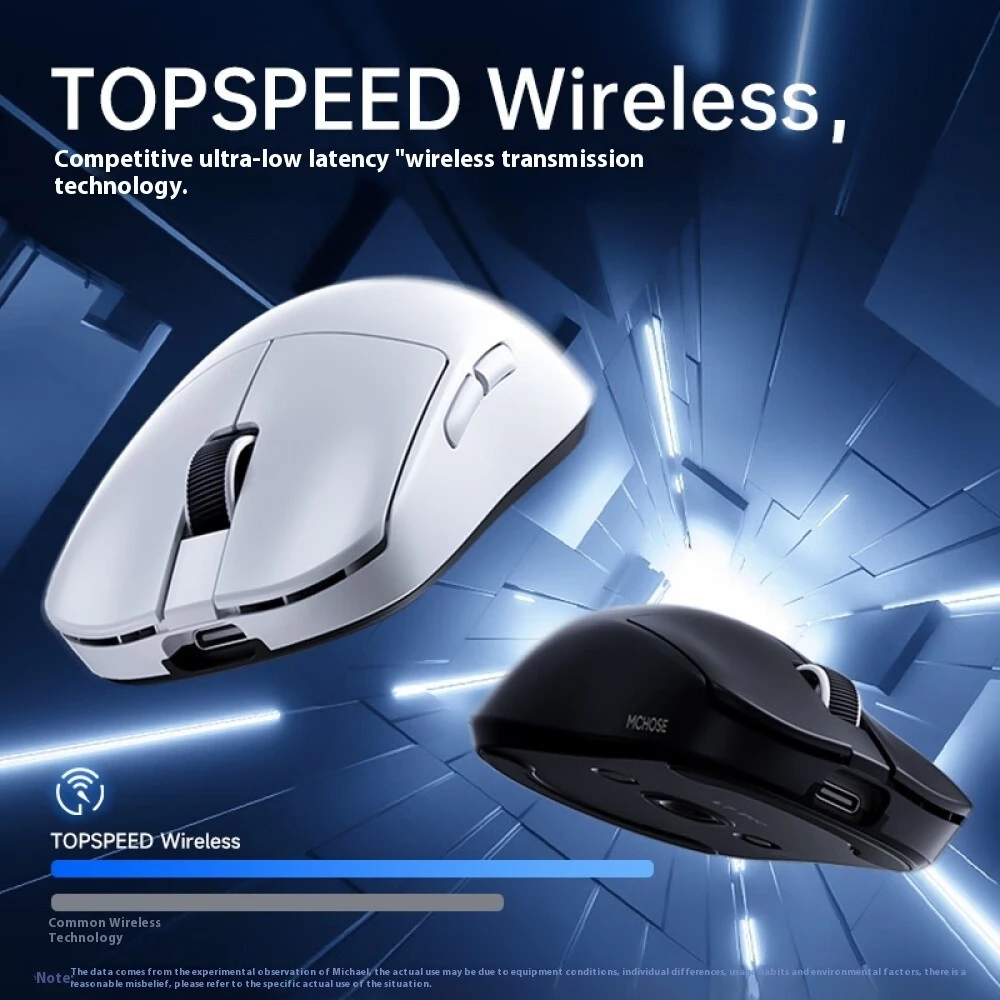 TOPSPEED Wireless,
Competitive ultra-low latency "wireless transmission
technology.
MCHOSE
TOPSPEED Wireless
Common Wireless
Technology
Note:
The data comes from the experimental observation of Michael, the actual use may be due to equipment conditions, individual differences, usage habits and environmental factors, there is a
reasonable misbelief, please refer to the specific actual use of the situation.